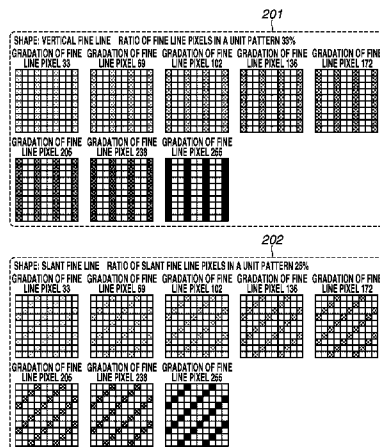 201
SHAPE: VERTICAL FINE LINE RATIO OF FINE LINE PIXELS IN A UNIT PATTERN 33%
GRADATION OF FINE LINE PIXEL 33
GRADATION OF FINE LINE PIXEL 69
GRADATION OF FINE LINE PIXEL 102
GRADATION OF FINE LINE PIXEL 136
GRADATION OF FINE LINE PIXEL 172
GRADATION OF FINE LINE PIXEL 205
GRADATION OF FINE LINE PIXEL 238
GRADATION OF FINE LINE PIXEL 255
202
SHAPE: SLANT FINE LINE RATIO OF SLANT FINE LINE PIXELS IN A UNIT PATTERN 25%
GRADATION OF FINE LINE PIXEL 33
GRADATION OF FINE LINE PIXEL 69
GRADATION OF FINE LINE PIXEL 102
GRADATION OF FINE LINE PIXEL 136
GRADATION OF FINE LINE PIXEL 172
GRADATION OF FINE LINE PIXEL 205
GRADATION OF FINE LINE PIXEL 238
GRADATION OF FINE LINE PIXEL 255